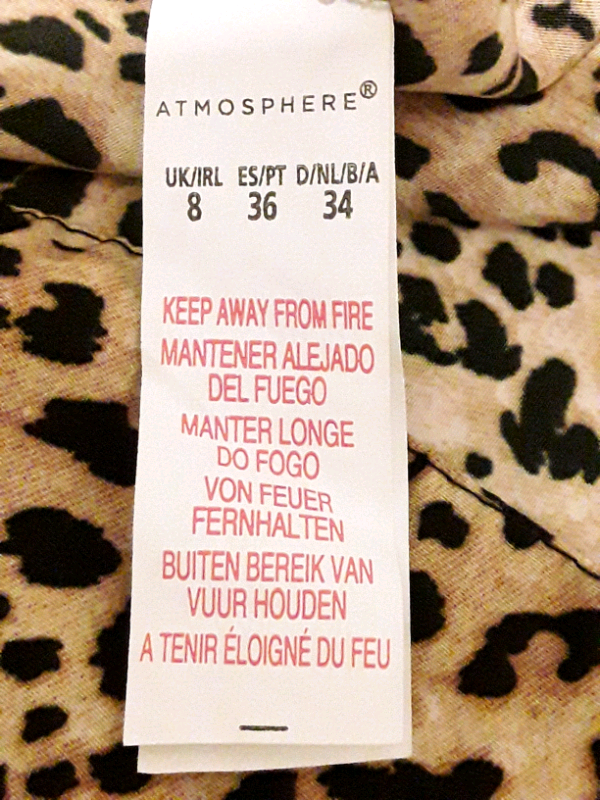 ATMOSPHERE®
UK/IRL ES/PT D/NL/B/A
8 36 34
KEEP AWAY FROM FIRE
MANTENER ALEJADO
DEL FUEGO
MANTER LONGE
DO FOGO
VON FEUER
FERNHALTEN
BUITEN BEREIK VAN
VUUR HOUDEN
A TENIR ÉLOIGNÉ DU FEU